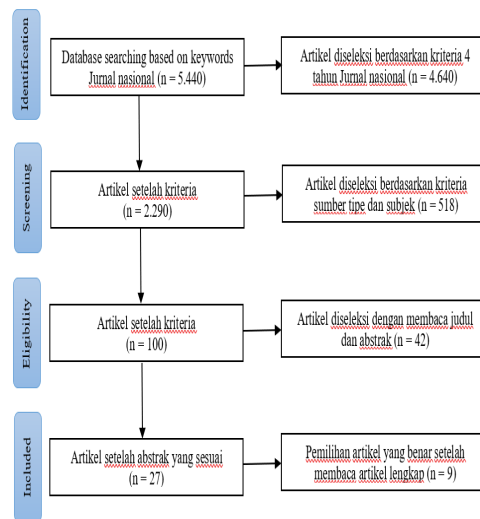 Identification
Database searching based on keywords
Jurnal nasional (n = 5.440)
Artikel diseleksi berdasarkan kriteria 4
tahun Jurnal nasional (n = 4.640)
Screening
Artikel setelah kriteria
(n = 2.290)
Artikel diseleksi berdasarkan kriteria
sumber tipe dan subjek (n = 518)
Eligibility
Artikel setelah kriteria
(n = 100)
Artikel diseleksi dengan membaca judul
dan abstrak (n = 42)
Included
Artikel setelah abstrak yang sesuai
(n = 27)
Pemilihan artikel yang benar setelah
membaca artikel lengkap (n = 9)